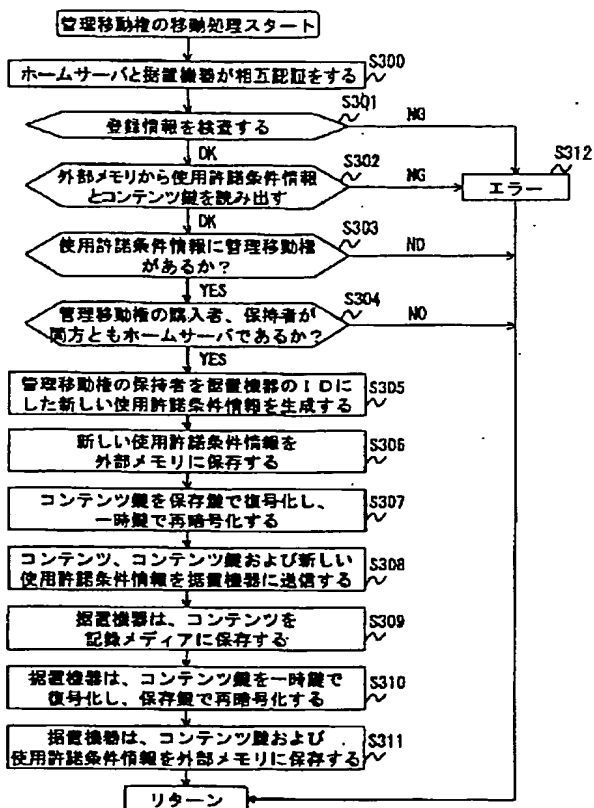 管理移動権の移動処理スタート
S300
ホームサーバと据置機器が相互認証をする
S301
登録情報を検査する
NG
OK
S302
外部メモリから使用許諾条件情報
とコンテンツ鍵を読み出す
NG
S312
エラー
OK
S303
使用許諾条件情報に管理移動権
があるか?
NO
YES
S304
管理移動権の購入者、保持者が
両方ともホームサーバであるか?
NO
YES
管理移動権の保持者を据置機器のIDに
した新しい使用許諾条件情報を生成する
S305
新しい使用許諾条件情報を
外部メモリに保存する
S306
コンテンツ鍵を保存鍵で復号化し、
一時鍵で再暗号化する
S307
コンテンツ、コンテンツ鍵および新しい
使用許諾条件情報を据置機器に送信する
S308
据置機器は、コンテンツを
記録メディアに保存する
S309
据置機器は、コンテンツ鍵を一時鍵で
復号化し、保存鍵で再暗号化する
S310
据置機器は、コンテンツ鍵および
使用許諾条件情報を外部メモリに保存する
S311
リターン